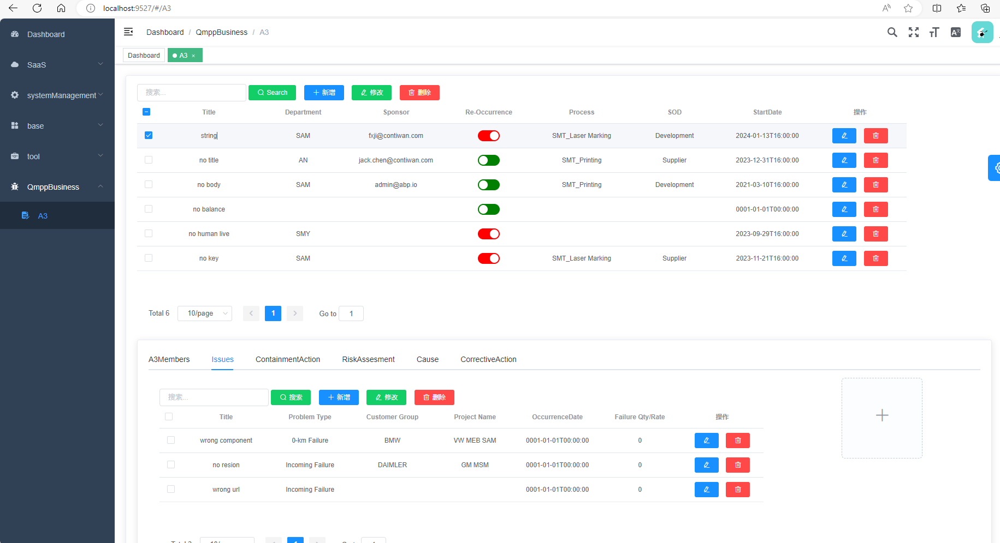 localhost:9527/#/A3
Dashboard
SaaS
systemManagement
base
tool
QmppBusiness
A3
Dashboard / QmppBusiness / A3
Dashboard
A3 ×
搜索...
Search
新增
修改
删除
Title Department Sponsor Re-Occurrence Process SOD StartDate 操作
string SAM fxji@contiwan.com SMT_Laser Marking Development 2024-01-13T16:00:00
no title AN jack.chen@contiwan.com SMT_Printing Supplier 2023-12-31T16:00:00
no body SAM admin@abp.io SMT_Printing Development 2021-03-10T16:00:00
no balance 0001-01-01T00:00:00
no human live SMY 2023-09-29T16:00:00
no key SAM SMT_Laser Marking Supplier 2023-11-21T16:00:00
Total 6 10/page 1 Go to 1
A3Members Issues ContainmentAction RiskAssesment Cause CorrectiveAction
搜索...
搜索
新增
修改
删除
Title Problem Type Customer Group Project Name OccurrenceDate Failure Qty/Rate 操作
wrong component 0-km Failure BMW VW MEB SAM 0001-01-01T00:00:00 0
no resion Incoming Failure DAIMLER GM MSM 0001-01-01T00:00:00 0
wrong url Incoming Failure 0001-01-01T00:00:00 0